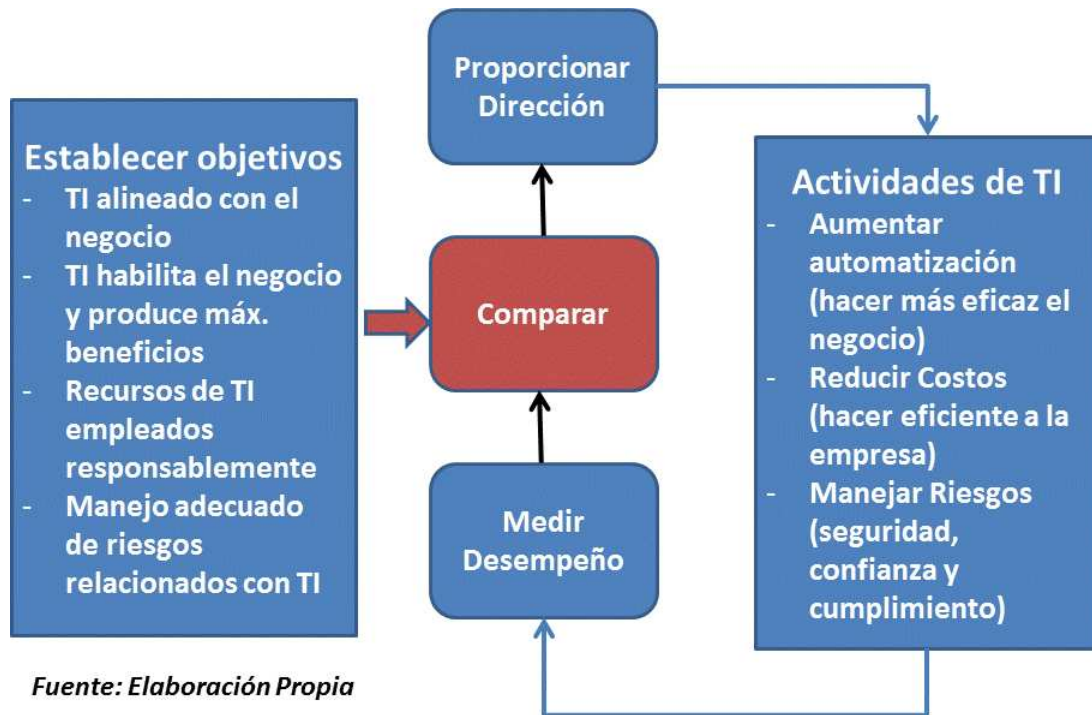 Proporcionar
Dirección
Establecer objetivos
- TI alineado con el
negocio
- TI habilita el negocio
y produce máx.
beneficios
- Recursos de TI
empleados
responsablemente
- Manejo adecuado
de riesgos
relacionados con TI
Comparar
Medir
Desempeño
Actividades de TI
- Aumentar
automatización
(hacer más eficaz el
negocio)
- Reducir Costos
(hacer eficiente a la
empresa)
- Manejar Riesgos
(seguridad,
confianza y
cumplimiento)
Fuente: Elaboración Propia